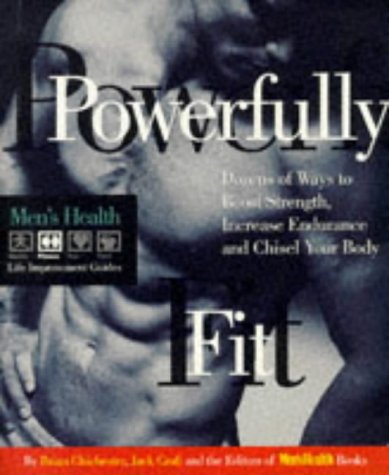 Powerfully
Fit
Dozens of Ways to
Boost Strength,
Increase Endurance
and Chisel Your Body
Men's Health
Fitness
Life Improvement Guides
By Brian Chichester, Jack Croft and the Editors of Men'sHealth Books